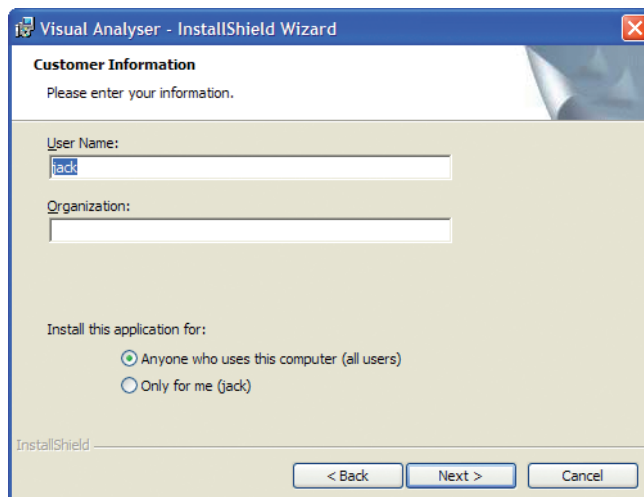 Visual Analyser - InstallShield Wizard
Customer Information
Please enter your information.
User Name:
jack
Organization:
Install this application for:
Anyone who uses this computer (all users)
Only for me (jack)
InstallShield
< Back Next > Cancel